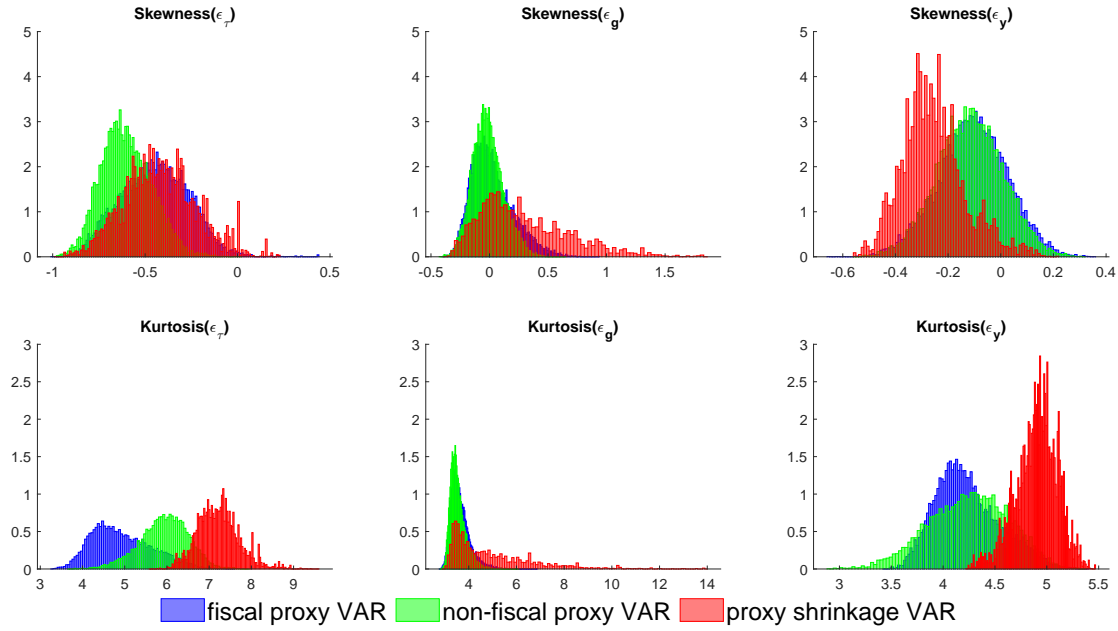 Skewness(ϵτ) Skewness(ϵg) Skewness(ϵy)
5 5 5
4 4 4
3 3 3
2 2 2
1 1 1
0 0 0
-1 -0.5 0 0.5 -0.5 0 0.5 1 1.5 -0.6 -0.4 -0.2 0 0.2 0.4
Kurtosis(ϵτ) Kurtosis(ϵg) Kurtosis(ϵy)
3 3 3
2.5 2.5 2.5
2 2 2
1.5 1.5 1.5
1 1 1
0.5 0.5 0.5
0 0 0
3 4 5 6 7 8 9 4 6 8 10 12 14 3 3.5 4 4.5 5 5.5
fiscal proxy VAR non-fiscal proxy VAR proxy shrinkage VAR